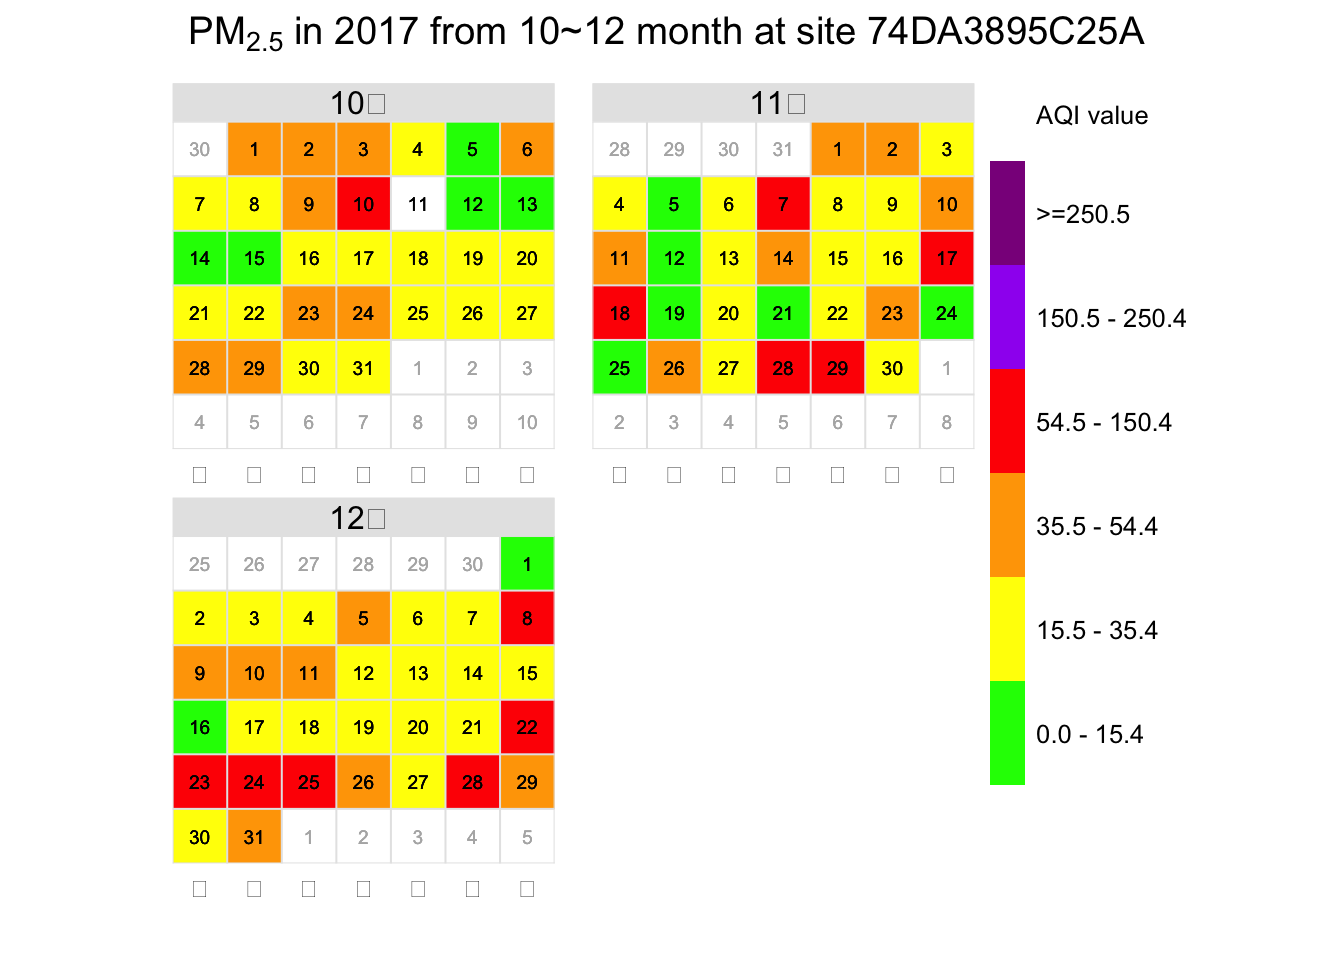 PM2.5 in 2017 from 10~12 month at site 74DA3895C25A
10□
30 1 2 3 4 5 6
7 8 9 10 11 12 13
14 15 16 17 18 19 20
21 22 23 24 25 26 27
28 29 30 31 1 2 3
4 5 6 7 8 9 10
□ □ □ □ □ □ □
11□
28 29 30 31 1 2 3
4 5 6 7 8 9 10
11 12 13 14 15 16 17
18 19 20 21 22 23 24
25 26 27 28 29 30 1
2 3 4 5 6 7 8
□ □ □ □ □ □ □
12□
25 26 27 28 29 30 1
2 3 4 5 6 7 8
9 10 11 12 13 14 15
16 17 18 19 20 21 22
23 24 25 26 27 28 29
30 31 1 2 3 4 5
□ □ □ □ □ □ □
AQI value
>=250.5
150.5 - 250.4
54.5 - 150.4
35.5 - 54.4
15.5 - 35.4
0.0 - 15.4